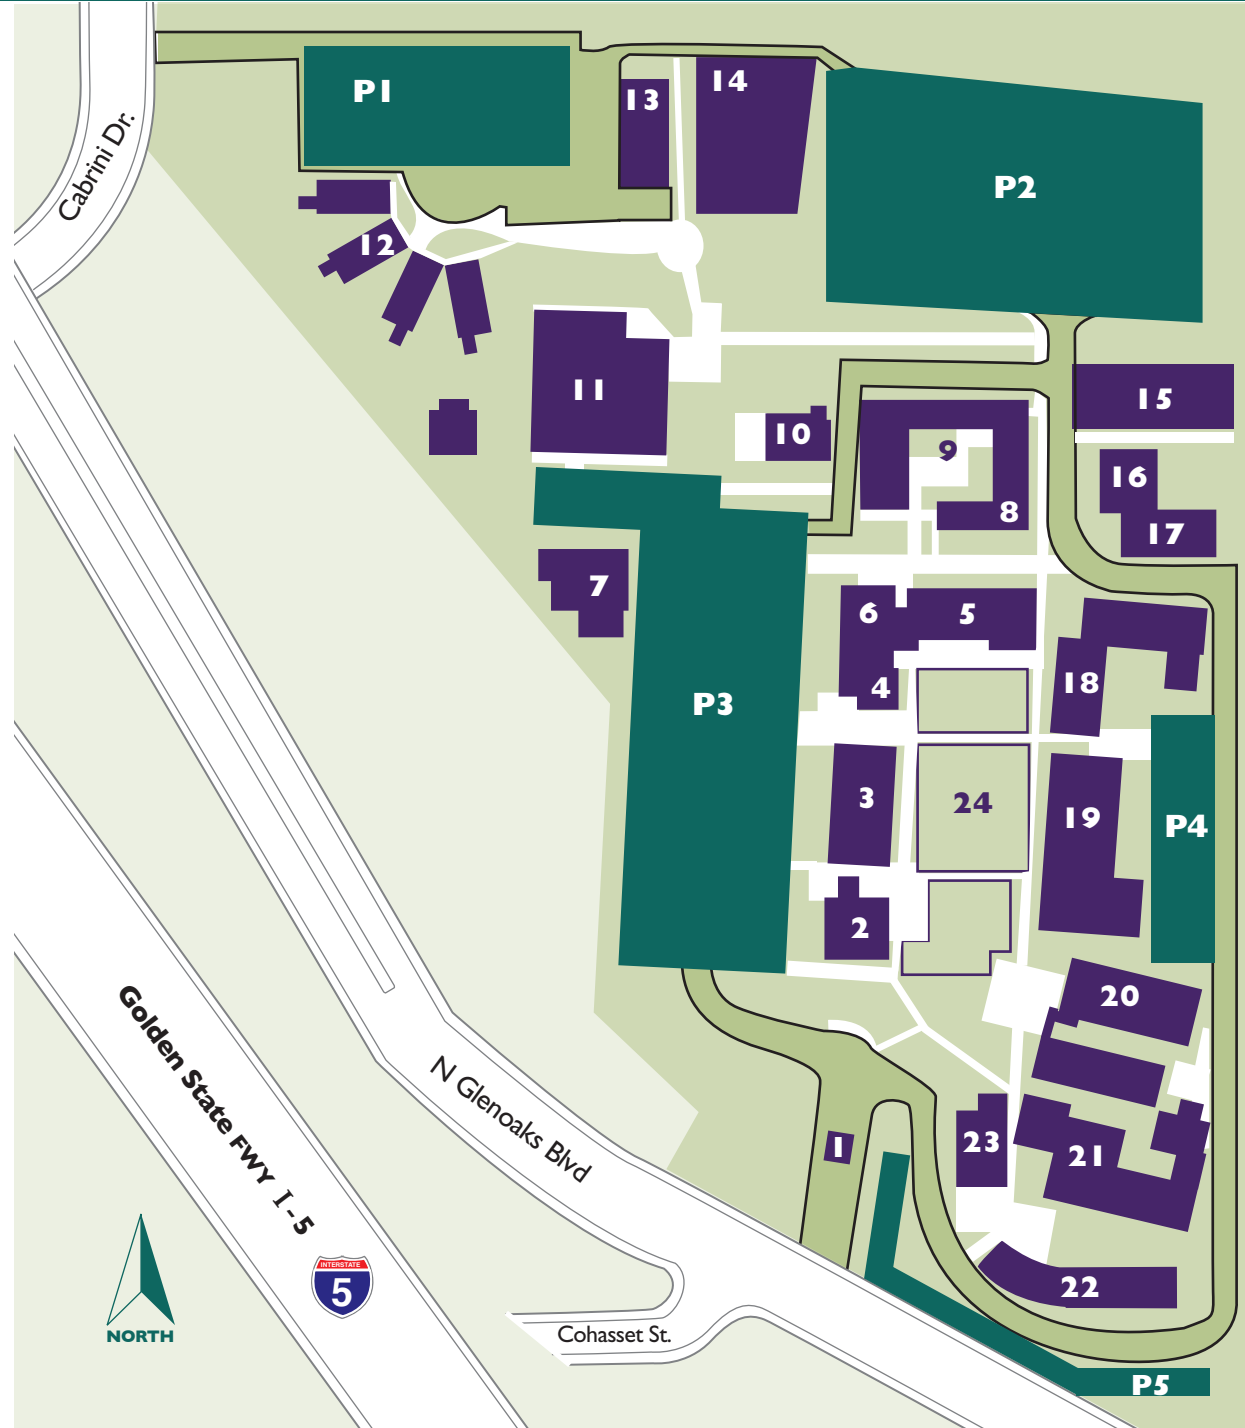 P1
13
14
Cabrini Dr.
P2
12
11
15
10
9
16
8
17
7
6
5
18
4
P3
3
24
19
P4
2
20
Golden State FWY I-5
N Glenoaks Blvd
1
23
21
INTERSTATE
5
22
NORTH
Cohasset St.
P5